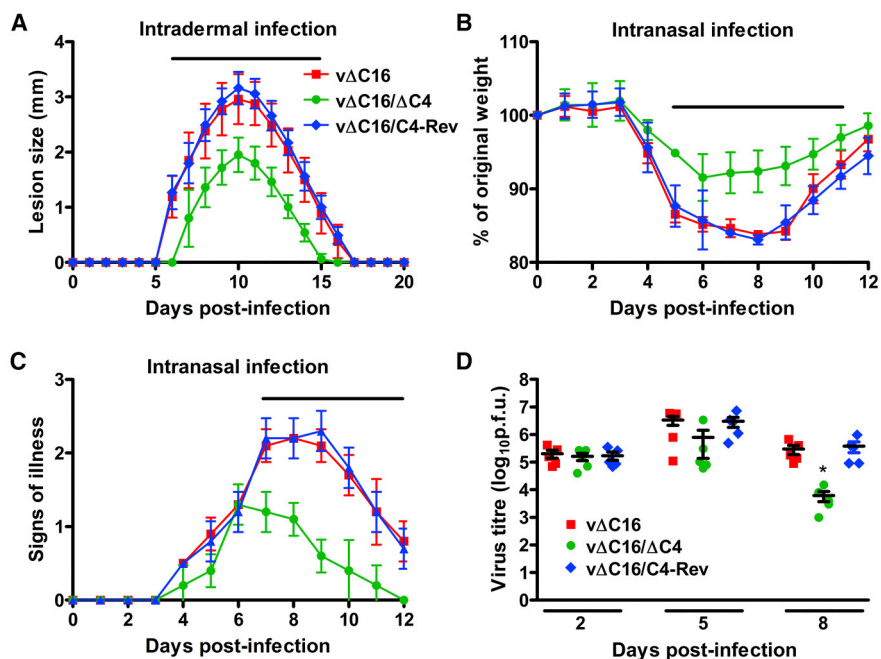 A
Intradermal infection
4
3
2
1
0
Lesion size (mm)
vΔC16
vΔC16/ΔC4
vΔC16/C4-Rev
0 5 10 15 20
Days post-infection
B
Intranasal infection
110
100
90
80
% of original weight
0 2 4 6 8 10 12
Days post-infection
C
Intranasal infection
3
2
1
0
Signs of illness
0 2 4 6 8 10 12
Days post-infection
D
7
6
5
4
3
2
1
0
Virus titre (log10p.f.u.)
*
vΔC16
vΔC16/ΔC4
vΔC16/C4-Rev
2 5 8
Days post-infection